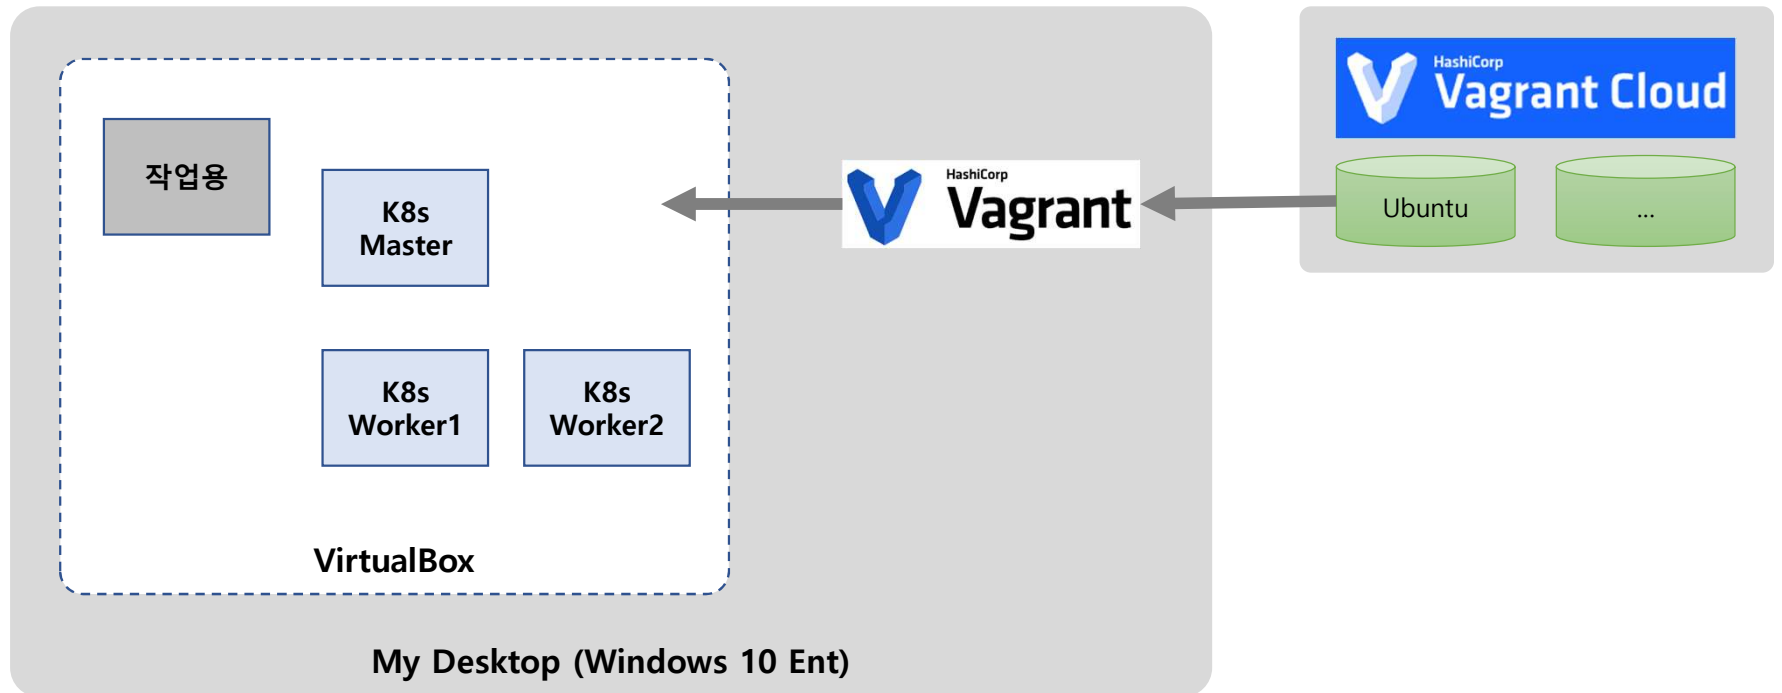 작업용
K8s
Master
K8s
Worker1
K8s
Worker2
VirtualBox
My Desktop (Windows 10 Ent)
HashiCorp
Vagrant
HashiCorp
Vagrant Cloud
Ubuntu
...